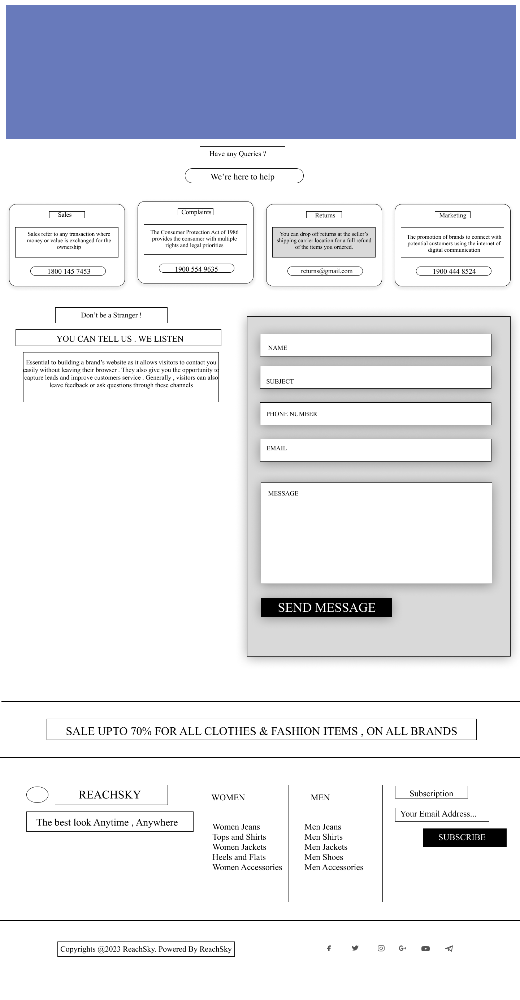 Have any Queries ?
We’re here to help
Sales
Sales refer to any transaction where
money or value is exchanged for the
ownership
1800 145 7453
Complaints
The Consumer Protection Act of 1986
provides the consumer with multiple
rights and legal priorities
1900 554 9635
Returns
You can drop off returns at the seller’s
shipping carrier location for a full refund
of the items you ordered.
returns@gmail.com
Marketing
The promotion of brands to connect with
potential customers using the internet of
digital communication
1900 444 8524
Don’t be a Stranger !
YOU CAN TELL US . WE LISTEN
Essential to building a brand’s website as it allows visitors to contact you
easily without leaving their browser . They also give you the opportunity to
capture leads and improve customers service . Generally , visitors can also
leave feedback or ask questions through these channels
NAME
SUBJECT
PHONE NUMBER
EMAIL
MESSAGE
SEND MESSAGE
SALE UPTO 70% FOR ALL CLOTHES & FASHION ITEMS , ON ALL BRANDS
REACHSKY
The best look Anytime , Anywhere
WOMEN
Women Jeans
Tops and Shirts
Women Jackets
Heels and Flats
Women Accessories
MEN
Men Jeans
Men Shirts
Men Jackets
Men Shoes
Men Accessories
Subscription
Your Email Address...
SUBSCRIBE
Copyrights @2023 ReachSky. Powered By ReachSky